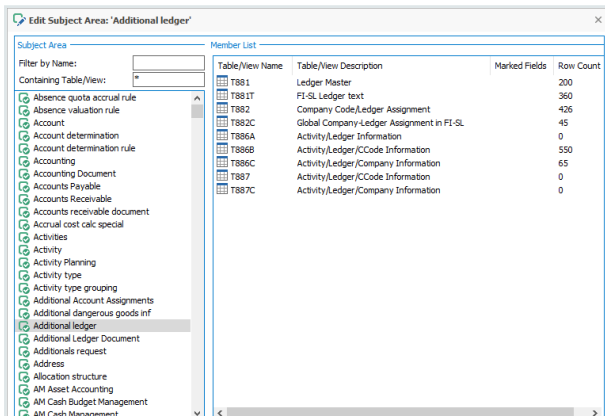 Edit Subject Area: 'Additional ledger'
Subject Area
Filter by Name:
Containing Table/View: *
Absence quota accrual rule
Absence valuation rule
Account
Account determination
Account determination rule
Accounting
Accounting Document
Accounts Payable
Accounts Receivable
Accounts receivable document
Accrual cost calc special
Activities
Activity
Activity Planning
Activity type
Activity type grouping
Additional Account Assignments
Additional dangerous goods inf
Additional ledger
Additional Ledger Document
Additionals request
Address
Allocation structure
AM Asset Accounting
AM Cash Budget Management
AM Cash Management
Member List
Table/View Name Table/View Description Marked Fields Row Count
T881 Ledger Master 200
T881T FI-SL Ledger text 360
T882 Company Code/Ledger Assignment 426
T882C Global Company-Ledger Assignment in FI-SL 45
T886A Activity/Ledger Information 0
T886B Activity/Ledger/CCode Information 550
T886C Activity/Ledger/Company Information 65
T887 Activity/Ledger/CCode Information 0
T887C Activity/Ledger/Company Information 0